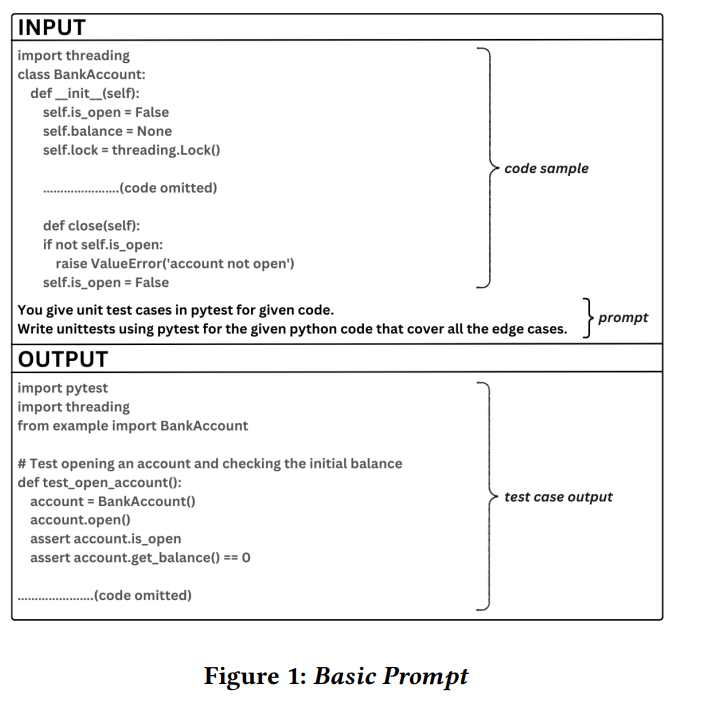 INPUT
import threading
class BankAccount:
def __init__(self):
self.is_open = False
self.balance = None
self.lock = threading.Lock()
......................(code omitted)
def close(self):
if not self.is_open:
raise ValueError('account not open')
self.is_open = False
code sample
You give unit test cases in pytest for given code.
Write unittests using pytest for the given python code that cover all the edge cases.
prompt
OUTPUT
import pytest
import threading
from example import BankAccount
# Test opening an account and checking the initial balance
def test_open_account():
account = BankAccount()
account.open()
assert account.is_open
assert account.get_balance() == 0
......................(code omitted)
test case output
Figure 1: Basic Prompt